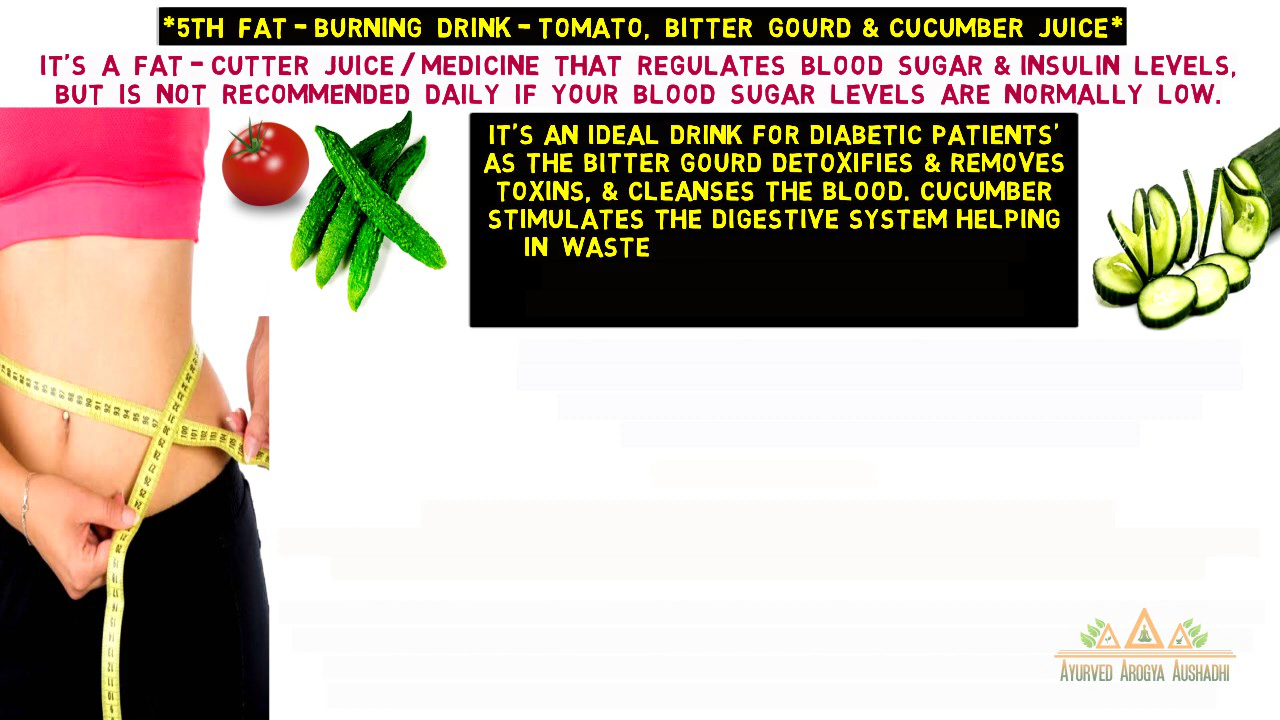 *5TH FAT - BURNING DRINK - TOMATO, BITTER GOURD & CUCUMBER JUICE*
IT'S A FAT - CUTTER JUICE / MEDICINE THAT REGULATES BLOOD SUGAR & INSULIN LEVELS,
BUT IS NOT RECOMMENDED DAILY IF YOUR BLOOD SUGAR LEVELS ARE NORMALLY LOW.
IT'S AN IDEAL DRINK FOR DIABETIC PATIENTS'
AS THE BITTER GOURD DETOXIFIES & REMOVES
TOXINS, & CLEANSES THE BLOOD. CUCUMBER
STIMULATES THE DIGESTIVE SYSTEM HELPING
IN WASTE
AYURVED AROGYA AUSHADHI